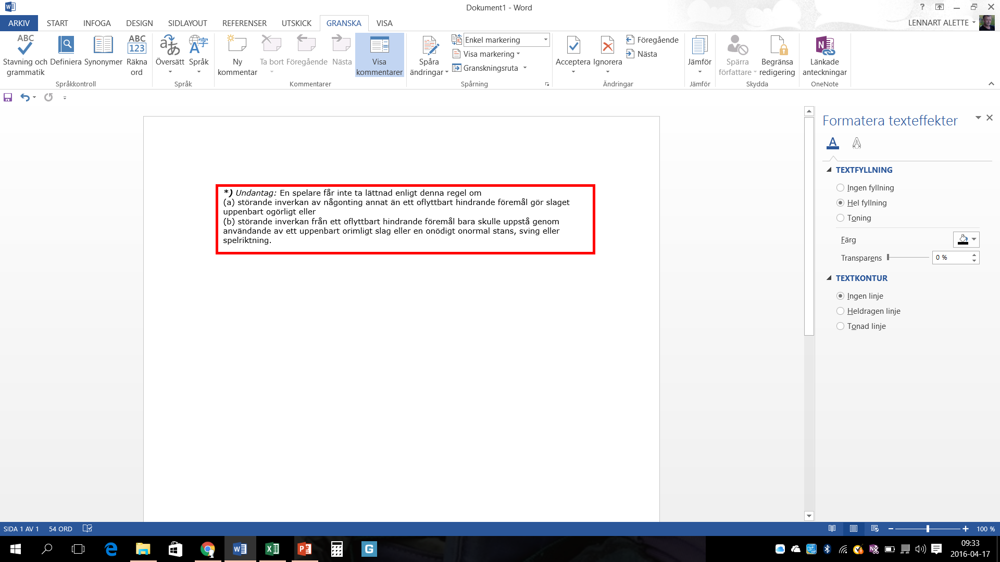 Dokument1 - Word
ARKIV START INFOGA DESIGN SIDLAYOUT REFERENSER UTSKICK GRANSKA VISA
LENNART ALETTE
Stavning och grammatik
Definiera
Synonymer
ABC 123
Räkna ord
Språkkontroll
Översätt
Språk
Språk
Ny kommentar
Ta bort
Föregående
Nästa
Visa kommentarer
Kommentarer
Spåra ändringar
Enkel markering
Visa markering
Granskningsruta
Spårning
Acceptera
Ignorera
Föregående
Nästa
Ändringar
Jämför
Jämför
Spärra författare
Begränsa redigering
Skydda
Länkade anteckningar
OneNote
*) Undantag: En spelare får inte ta lättnad enligt denna regel om
(a) störande inverkan av någonting annat än ett oflyttbart hindrande föremål gör slaget
uppenbart ogörligt eller
(b) störande inverkan från ett oflyttbart hindrande föremål bara skulle uppstå genom
användande av ett uppenbart orimligt slag eller en onödigt onormal stans, sving eller
spelriktning.
Formatera texteffekter
TEXTFYLLNING
Ingen fyllning
Hel fyllning
Toning
Färg
Transparens 0 %
TEXTKONTUR
Ingen linje
Heldragen linje
Tonad linje
SIDA 1 AV 1 54 ORD
100 %
09:33
2016-04-17